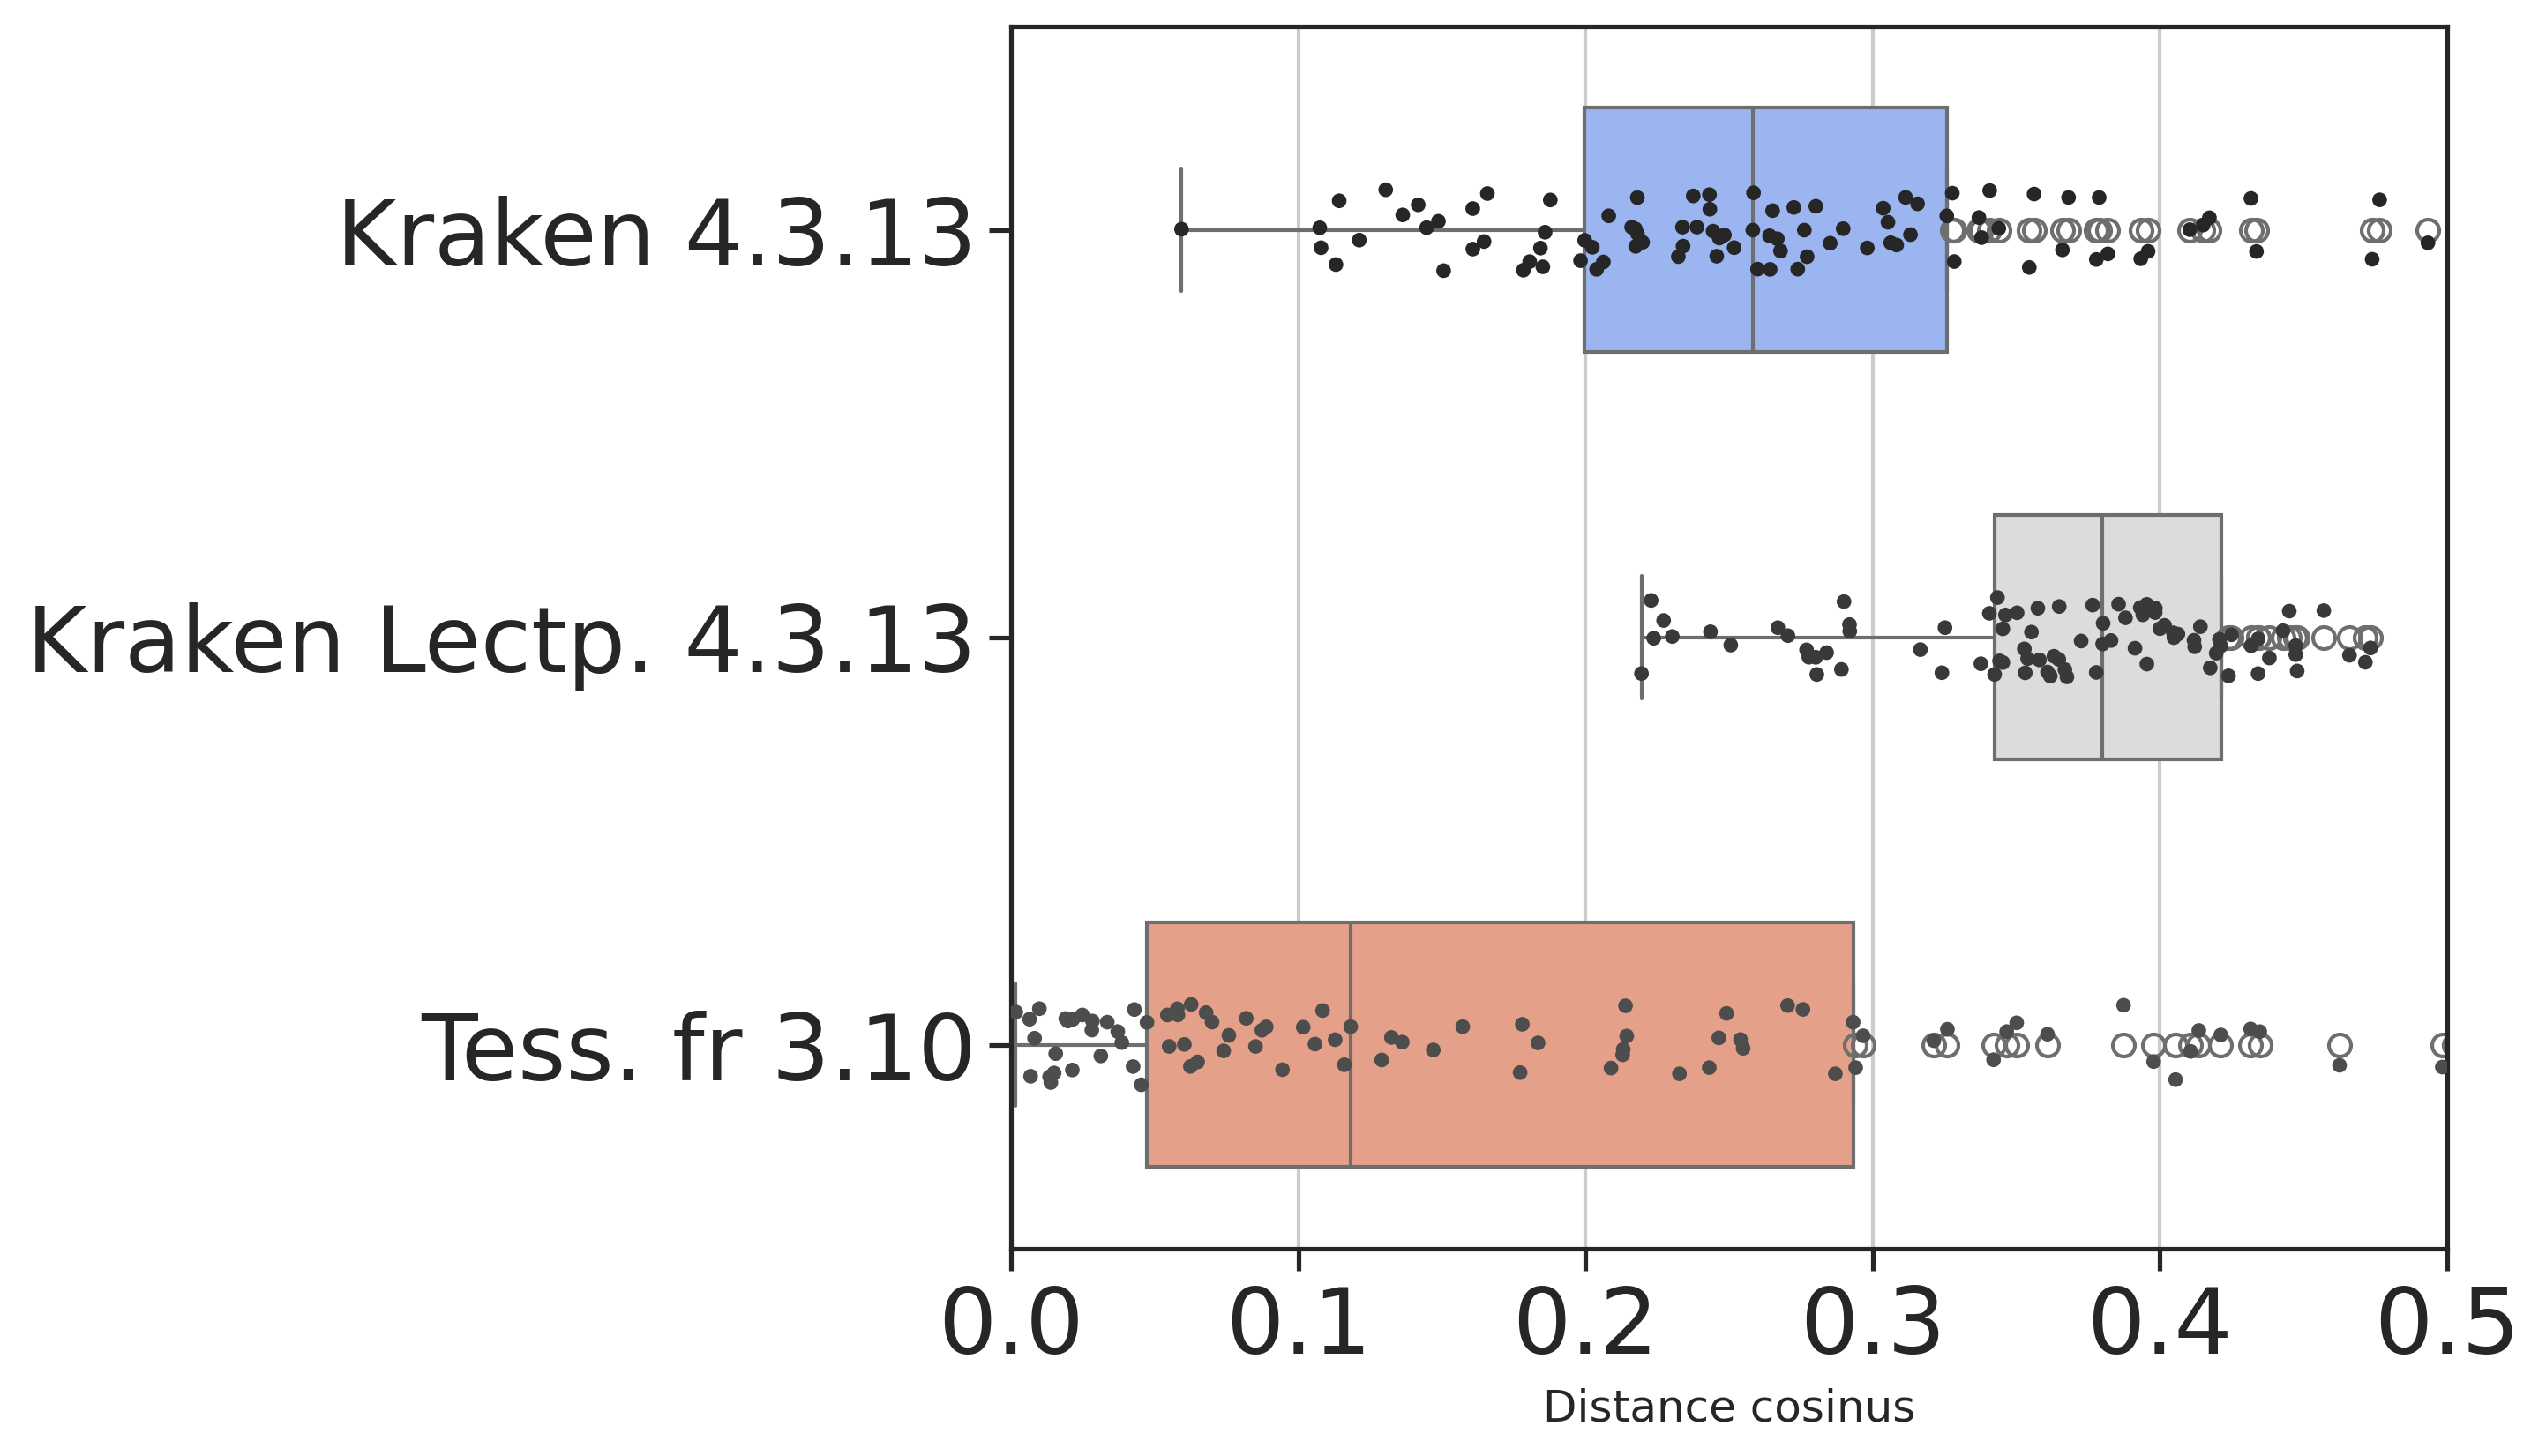 Kraken 4.3.13
Kraken Lectp. 4.3.13
Tess. fr 3.10
0.0 0.1 0.2 0.3 0.4 0.5
Distance cosinus